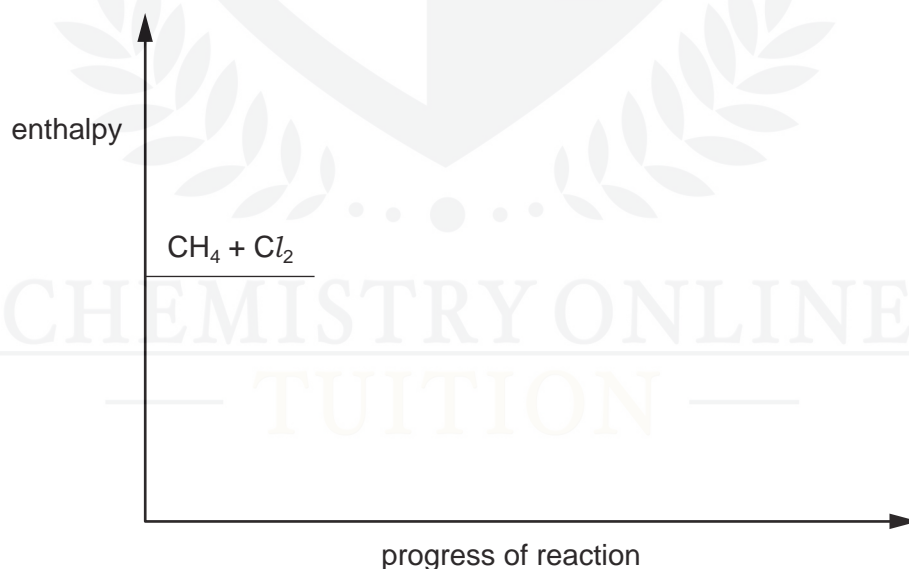 enthalpy
CH₄ + Cl₂
CHEMISTRY ONLINE
TUITION
progress of reaction